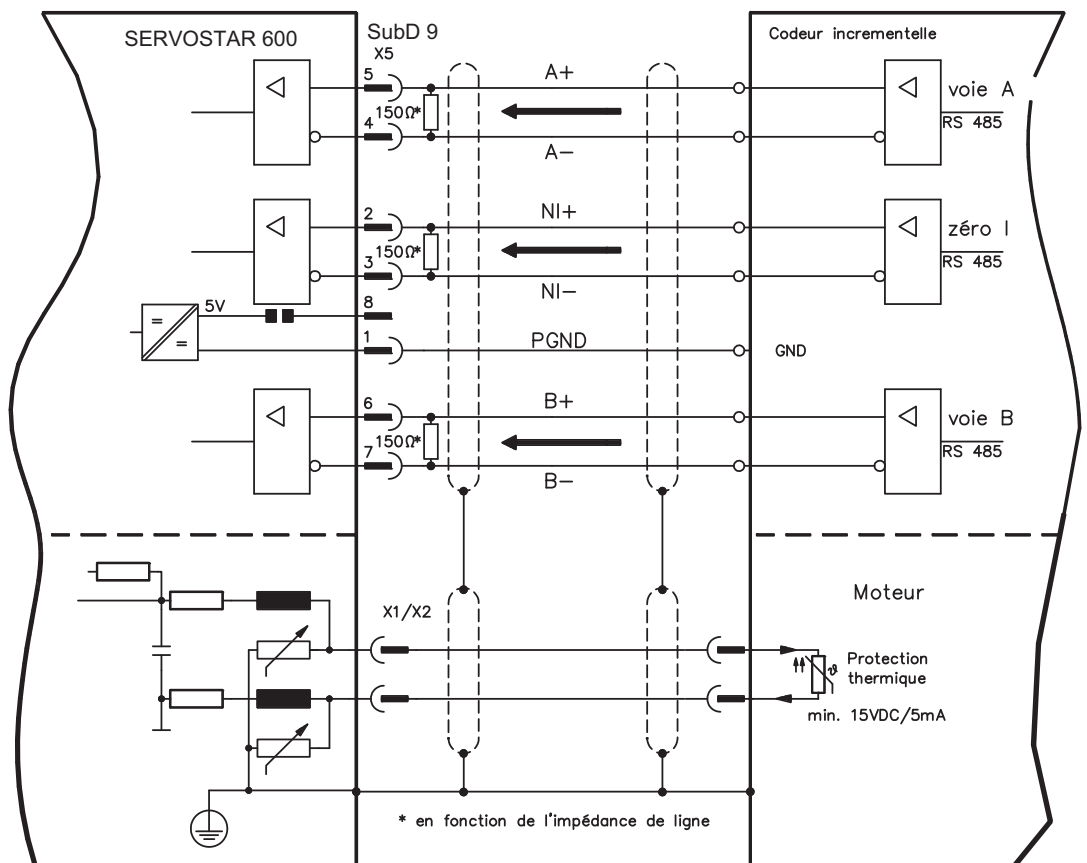 SERVOSTAR 600
SubD 9
X5
Codeur incrementelle
5
A+
voie A
150Ω*
RS 485
4
A-
2
NI+
zéro I
150Ω*
RS 485
3
NI-
5V
8
=
=
1
PGND
GND
6
B+
voie B
150Ω*
RS 485
7
B-
Moteur
X1/X2
Protection
thermique
ϑ
min. 15VDC/5mA
* en fonction de l'impédance de ligne